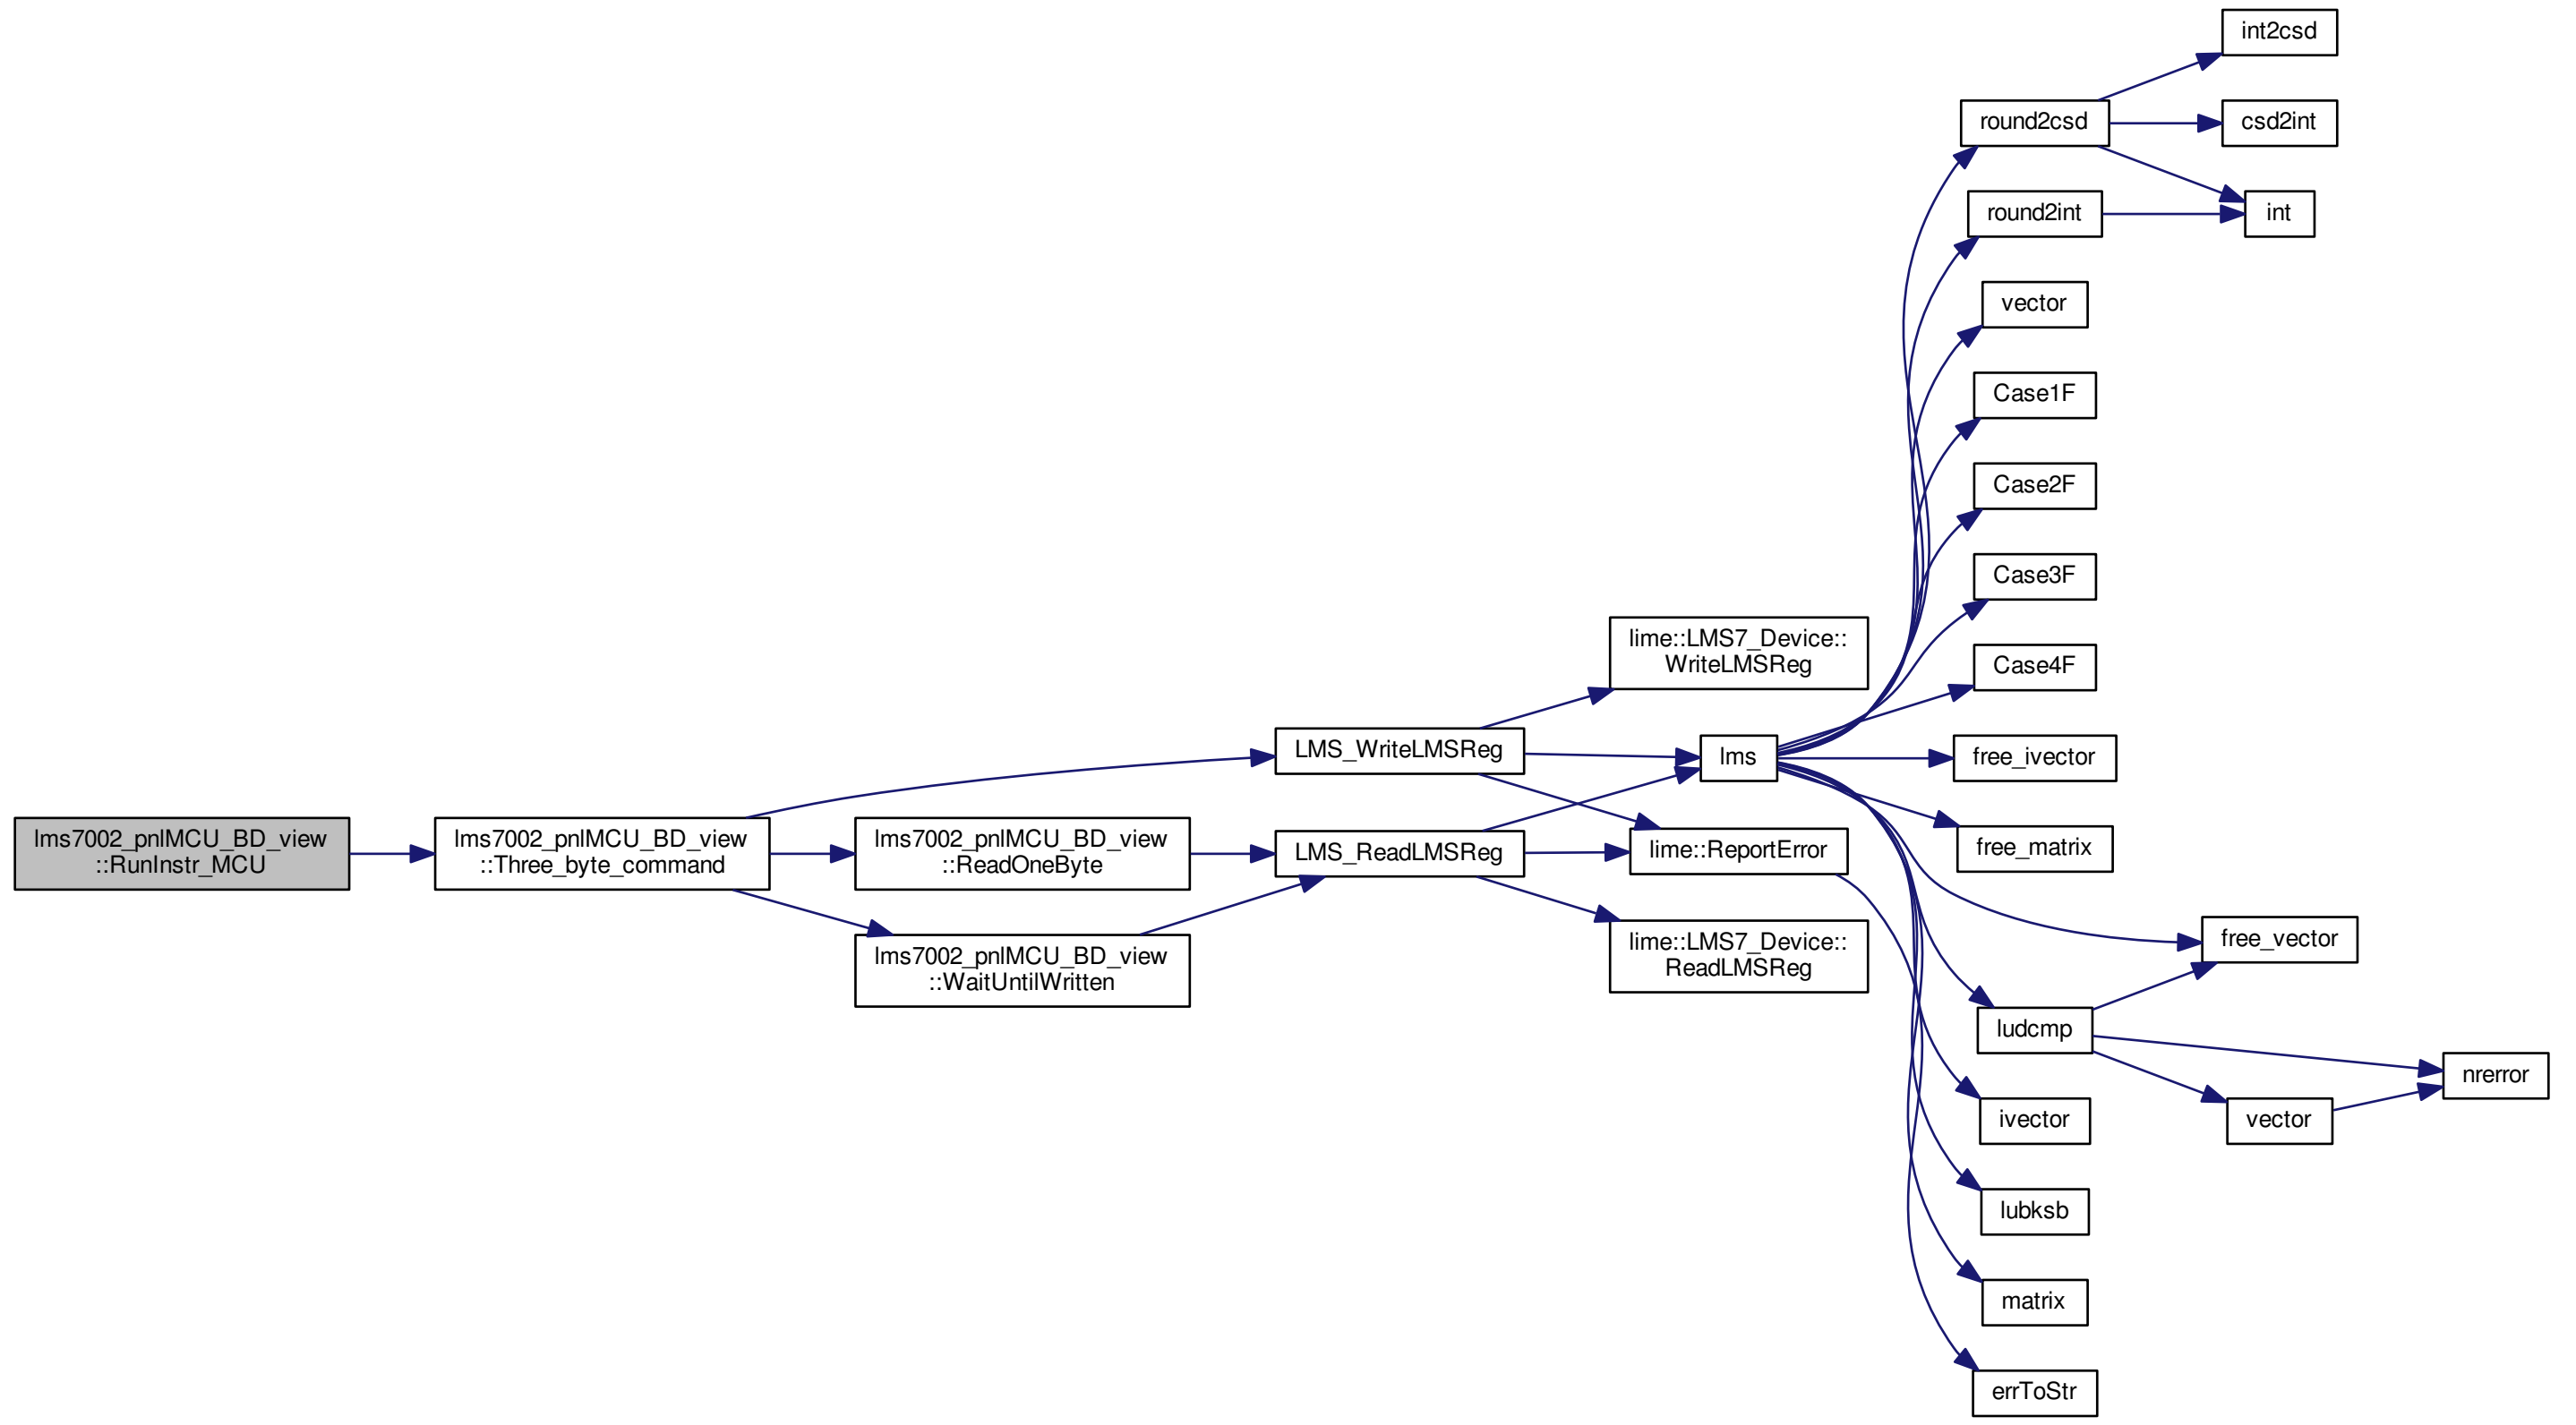 int2csd
round2csd
csd2int
round2int
int
vector
Case1F
Case2F
Case3F
lime::LMS7_Device::
WriteLMSReg
Case4F
LMS_WriteLMSReg
lms
free_ivector
lms7002_pnlMCU_BD_view
::RunInstr_MCU
lms7002_pnlMCU_BD_view
::Three_byte_command
lms7002_pnlMCU_BD_view
::ReadOneByte
LMS_ReadLMSReg
lime::ReportError
free_matrix
lms7002_pnlMCU_BD_view
::WaitUntilWritten
lime::LMS7_Device::
ReadLMSReg
free_vector
ludcmp
nrerror
ivector
vector
lubksb
matrix
errToStr